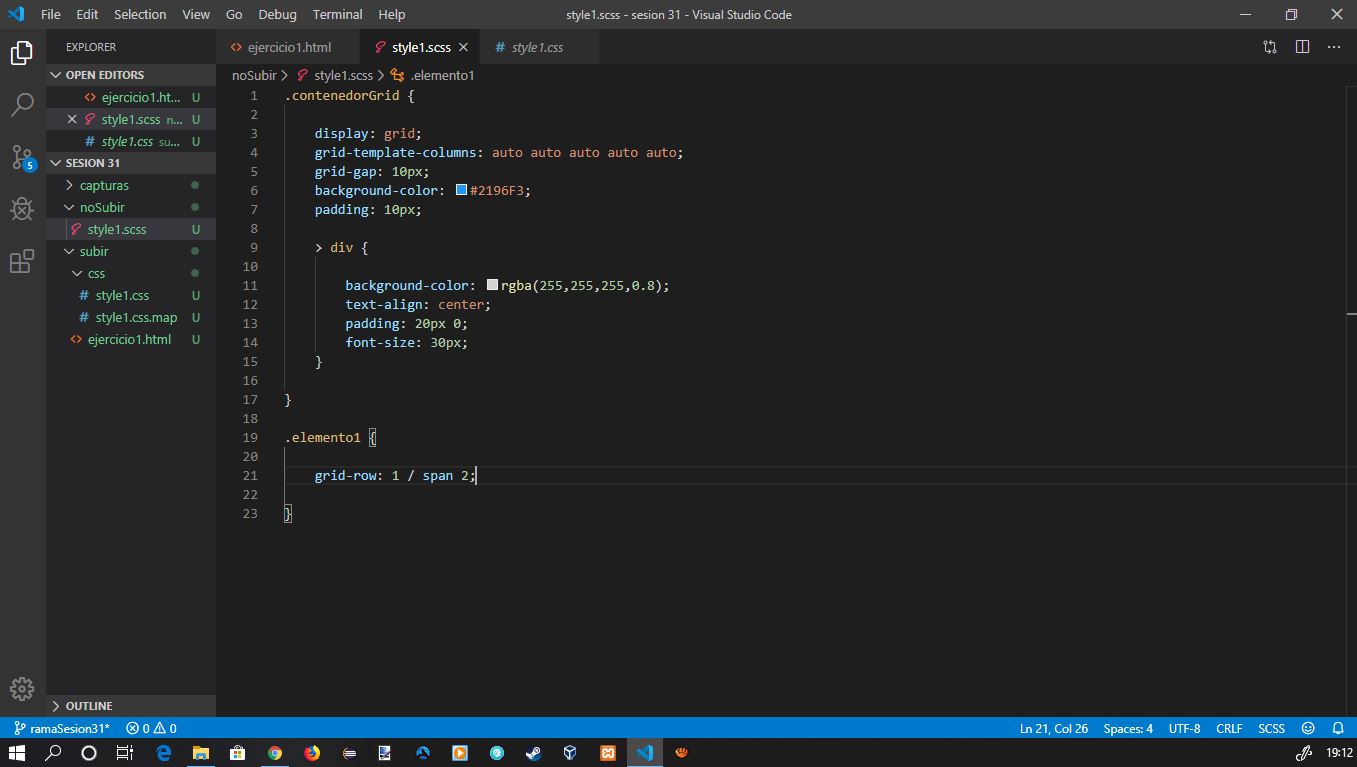 File Edit Selection View Go Debug Terminal Help
style1.scss - sesion 31 - Visual Studio Code
EXPLORER
OPEN EDITORS
ejercicio1.ht... U
style1.scss n... U
style1.css su... U
SESION 31
capturas
noSubir
style1.scss U
subir
css
style1.css U
style1.css.map U
ejercicio1.html U
OUTLINE
5
ejercicio1.html
style1.scss
style1.css
noSubir > style1.scss > .elemento1
1 .contenedorGrid {
2
3 display: grid;
4 grid-template-columns: auto auto auto auto auto;
5 grid-gap: 10px;
6 background-color: #2196F3;
7 padding: 10px;
8
9 > div {
10
11 background-color: rgba(255,255,255,0.8);
12 text-align: center;
13 padding: 20px 0;
14 font-size: 30px;
15 }
16
17 }
18
19 .elemento1 {
20
21 grid-row: 1 / span 2;
22
23 }
ramaSesion31* 0 0
Ln 21, Col 26 Spaces: 4 UTF-8 CRLF SCSS
19:12